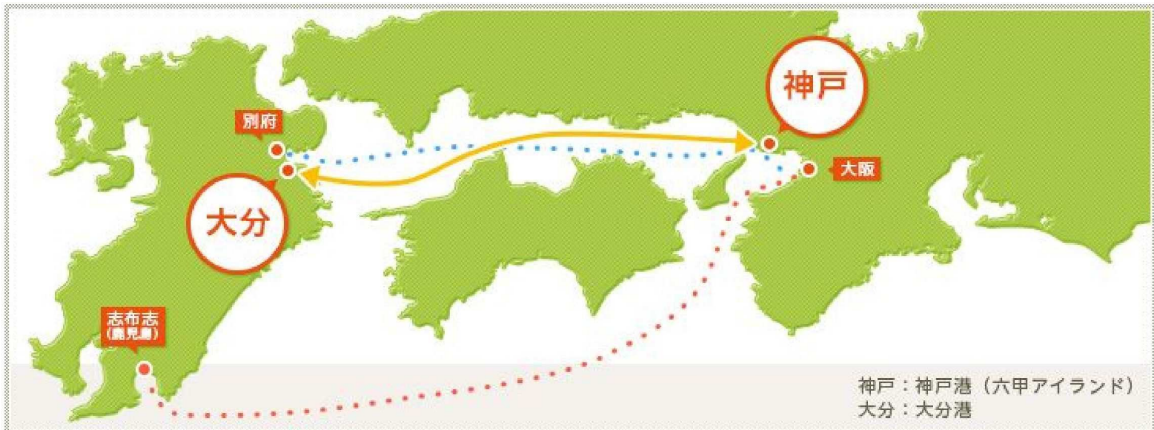 神戸
別府
大阪
大分
志布志
(鹿児島)
神戸：神戸港（六甲アイランド）
大分：大分港